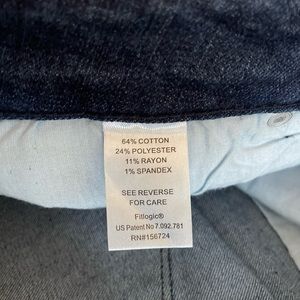 64% COTTON
24% POLYESTER
11% RAYON
1% SPANDEX
SEE REVERSE
FOR CARE
Fitlogic®
US Patent No 7,092,781
RN#156724